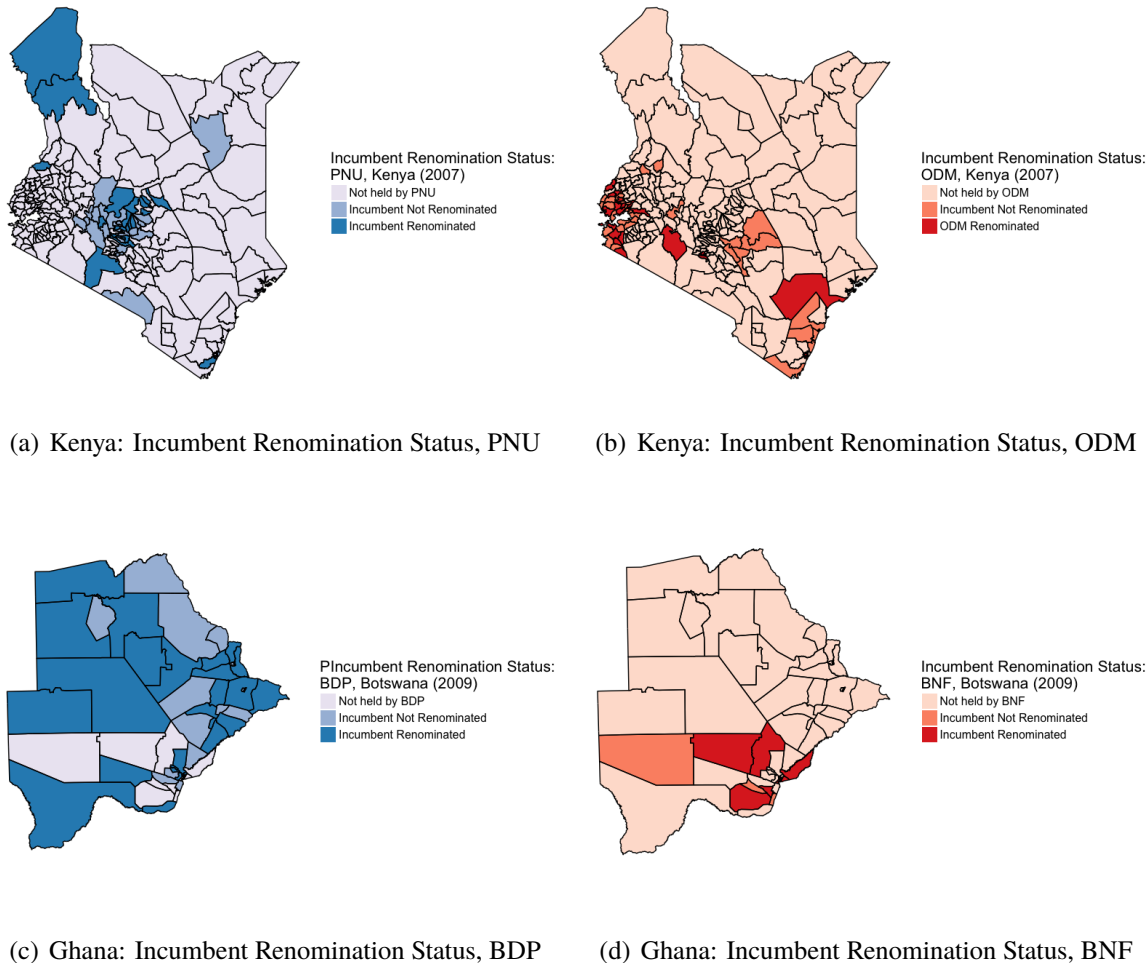 Incumbent Renomination Status:
PNU, Kenya (2007)
Not held by PNU
Incumbent Not Renominated
Incumbent Renominated
Incumbent Renomination Status:
ODM, Kenya (2007)
Not held by ODM
Incumbent Not Renominated
ODM Renominated
(a) Kenya: Incumbent Renomination Status, PNU
(b) Kenya: Incumbent Renomination Status, ODM
PIncumbent Renomination Status:
BDP, Botswana (2009)
Not held by BDP
Incumbent Not Renominated
Incumbent Renominated
Incumbent Renomination Status:
BNF, Botswana (2009)
Not held by BNF
Incumbent Not Renominated
Incumbent Renominated
(c) Ghana: Incumbent Renomination Status, BDP
(d) Ghana: Incumbent Renomination Status, BNF